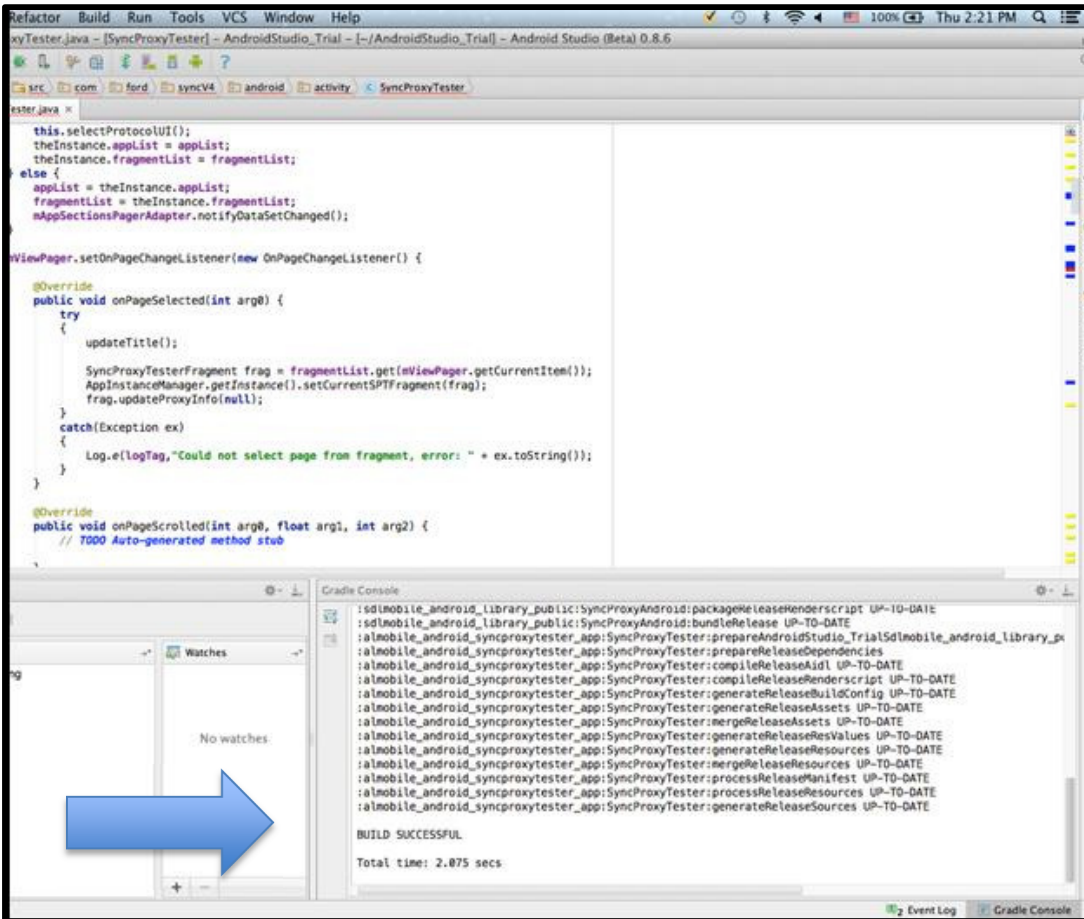 Refactor Build Run Tools VCS Window Help 100% Thu 2:21 PM
xyTester.java – [SyncProxyTester] – AndroidStudio_Trial – [~/AndroidStudio_Trial] – Android Studio (Beta) 0.8.6
src com ford syncV4 android activity SyncProxyTester
ester.java ×
this.selectProtocolUI();
theInstance.appList = appList;
theInstance.fragmentList = fragmentList;
} else {
appList = theInstance.appList;
fragmentList = theInstance.fragmentList;
mAppSectionsPagerAdapter.notifyDataSetChanged();
}
mViewPager.setOnPageChangeListener(new OnPageChangeListener() {
@Override
public void onPageSelected(int arg0) {
try
{
updateTitle();
SyncProxyTesterFragment frag = fragmentList.get(mViewPager.getCurrentItem());
AppInstanceManager.getInstance().setCurrentSPTFragment(frag);
frag.updateProxyInfo(null);
}
catch(Exception ex)
{
Log.e(logTag,"Could not select page from fragment, error: " + ex.toString());
}
}
@Override
public void onPageScrolled(int arg0, float arg1, int arg2) {
// TODO Auto-generated method stub
}
Gradle Console
:sdlmobile_android_library_public:SyncProxyAndroid:packageReleaseRenderscript UP-TO-DATE
:sdlmobile_android_library_public:SyncProxyAndroid:bundleRelease UP-TO-DATE
:almobile_android_syncproxytester_app:SyncProxyTester:prepareAndroidStudio_TrialSdlmobile_android_library_pu
:almobile_android_syncproxytester_app:SyncProxyTester:prepareReleaseDependencies
:almobile_android_syncproxytester_app:SyncProxyTester:compileReleaseAidl UP-TO-DATE
:almobile_android_syncproxytester_app:SyncProxyTester:compileReleaseRenderscript UP-TO-DATE
:almobile_android_syncproxytester_app:SyncProxyTester:generateReleaseBuildConfig UP-TO-DATE
:almobile_android_syncproxytester_app:SyncProxyTester:generateReleaseAssets UP-TO-DATE
:almobile_android_syncproxytester_app:SyncProxyTester:mergeReleaseAssets UP-TO-DATE
:almobile_android_syncproxytester_app:SyncProxyTester:generateReleaseResValues UP-TO-DATE
:almobile_android_syncproxytester_app:SyncProxyTester:generateReleaseResources UP-TO-DATE
:almobile_android_syncproxytester_app:SyncProxyTester:mergeReleaseResources UP-TO-DATE
:almobile_android_syncproxytester_app:SyncProxyTester:processReleaseManifest UP-TO-DATE
:almobile_android_syncproxytester_app:SyncProxyTester:processReleaseResources UP-TO-DATE
:almobile_android_syncproxytester_app:SyncProxyTester:generateReleaseSources UP-TO-DATE
BUILD SUCCESSFUL
Total time: 2.075 secs
Watches
ng
No watches
2 Event Log Gradle Console